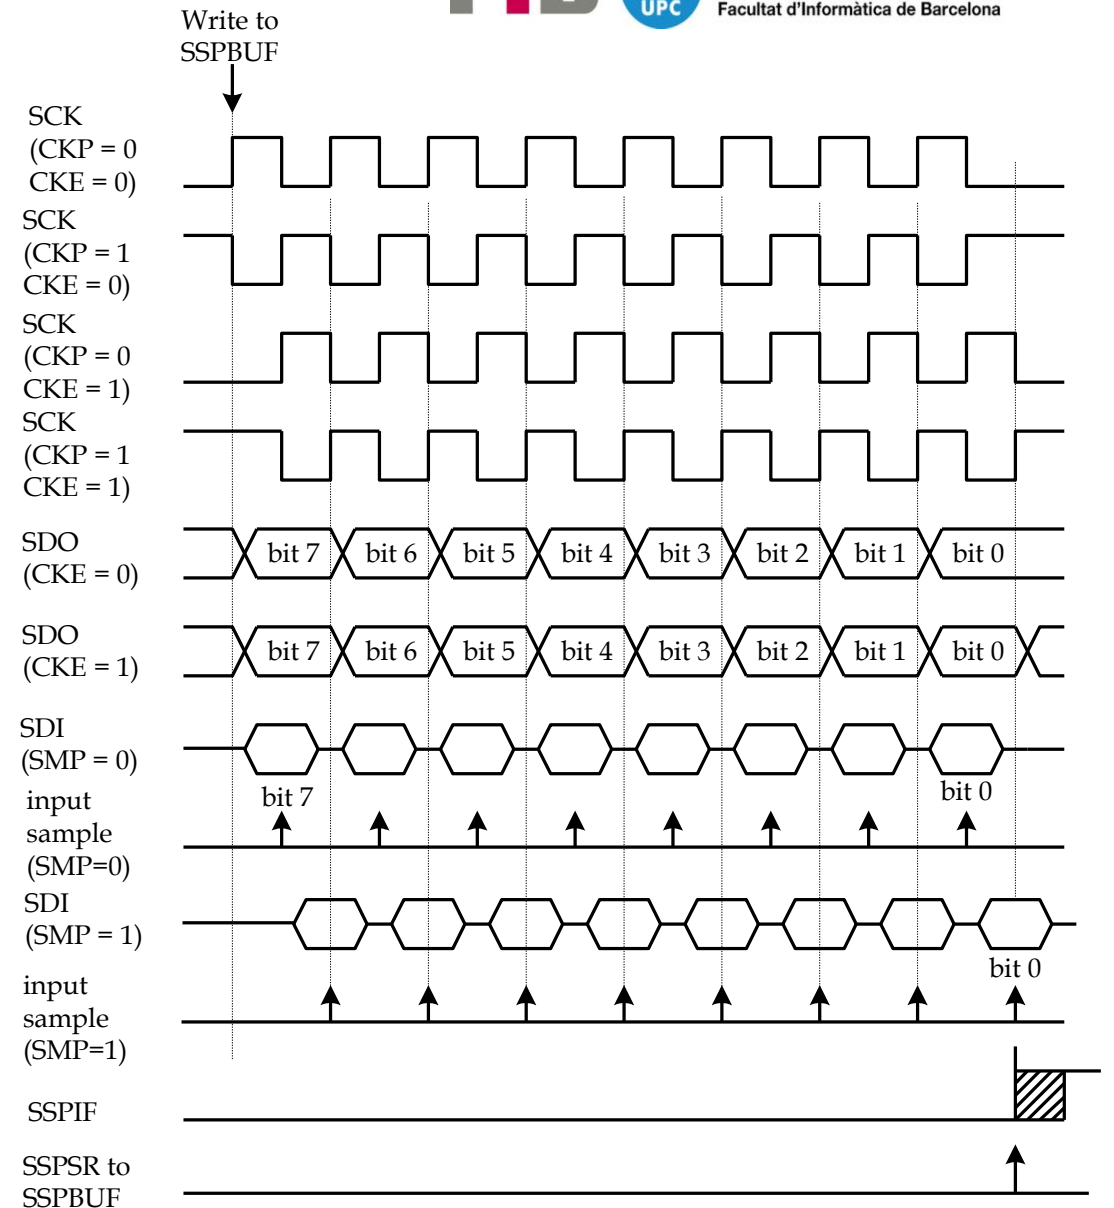 UPC
Facultat d'Informàtica de Barcelona
Write to
SSPBUF
SCK
(CKP = 0
CKE = 0)
SCK
(CKP = 1
CKE = 0)
SCK
(CKP = 0
CKE = 1)
SCK
(CKP = 1
CKE = 1)
SDO
(CKE = 0)
bit 7 bit 6 bit 5 bit 4 bit 3 bit 2 bit 1 bit 0
SDO
(CKE = 1)
bit 7 bit 6 bit 5 bit 4 bit 3 bit 2 bit 1 bit 0
SDI
(SMP = 0)
bit 7 bit 0
input
sample
(SMP=0)
SDI
(SMP = 1)
bit 0
input
sample
(SMP=1)
SSPIF
SSPSR to
SSPBUF